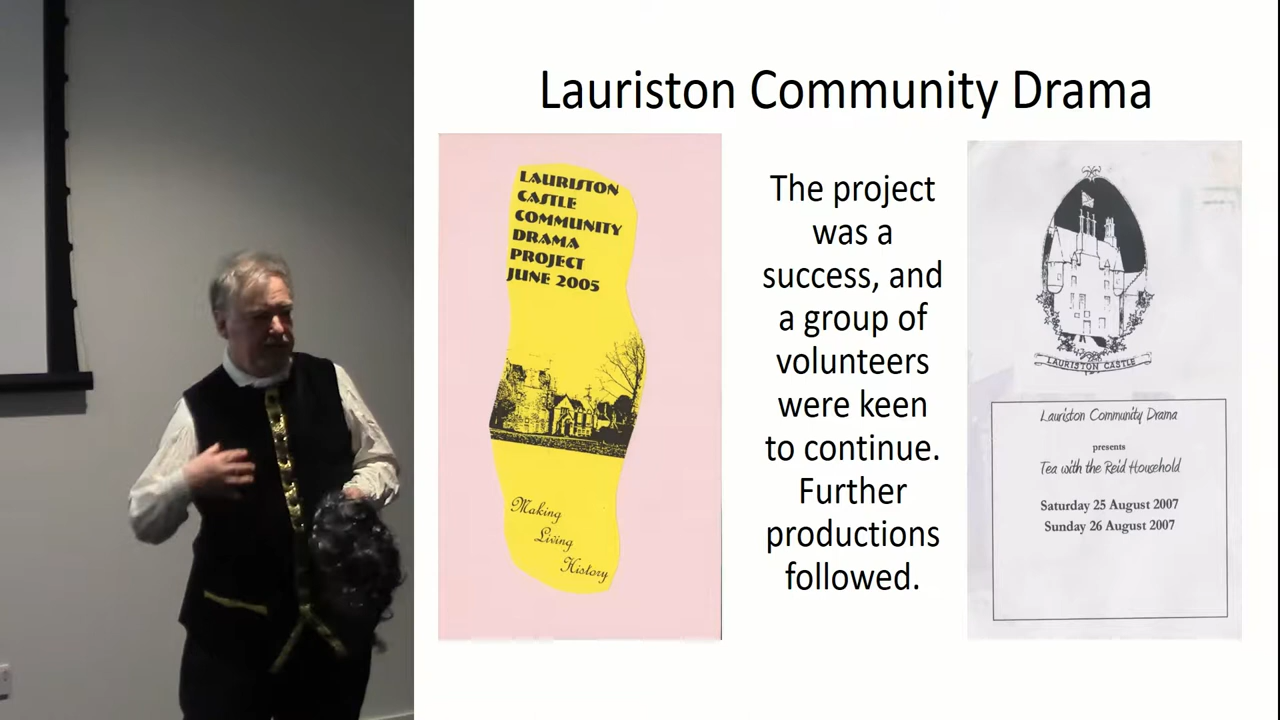 Lauriston Community Drama
LAURISTON
CASTLE
COMMUNITY
DRAMA
PROJECT
JUNE 2005
Making
Living
History
The project
was a
success, and
a group of
volunteers
were keen
to continue.
Further
productions
followed.
LAURISTON CASTLE
Lauriston Community Drama
presents
Tea with the Reid Household
Saturday 25 August 2007
Sunday 26 August 2007